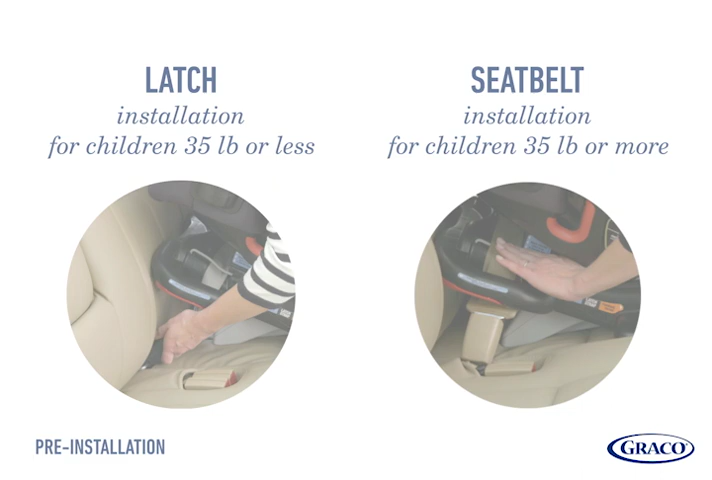 LATCH
installation
for children 35 lb or less
SEATBELT
installation
for children 35 lb or more
PRE-INSTALLATION
GRACO®